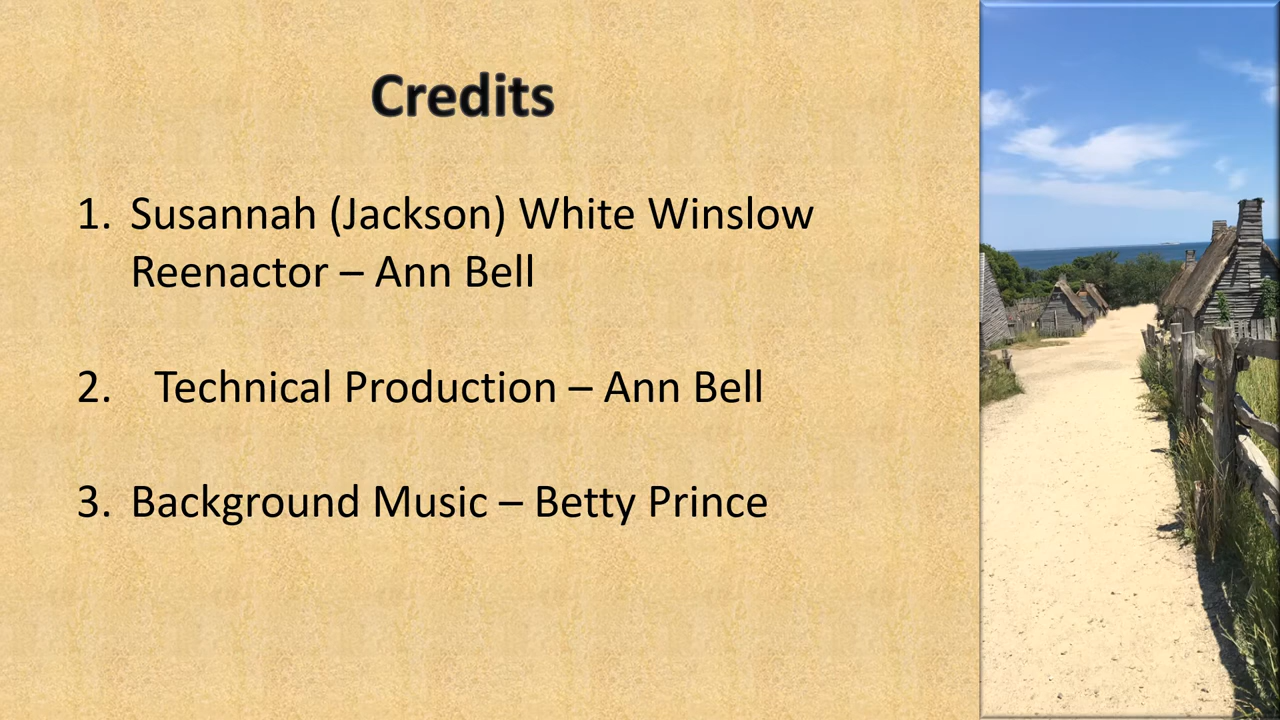 Credits
1. Susannah (Jackson) White Winslow
Reenactor – Ann Bell
2. Technical Production – Ann Bell
3. Background Music – Betty Prince